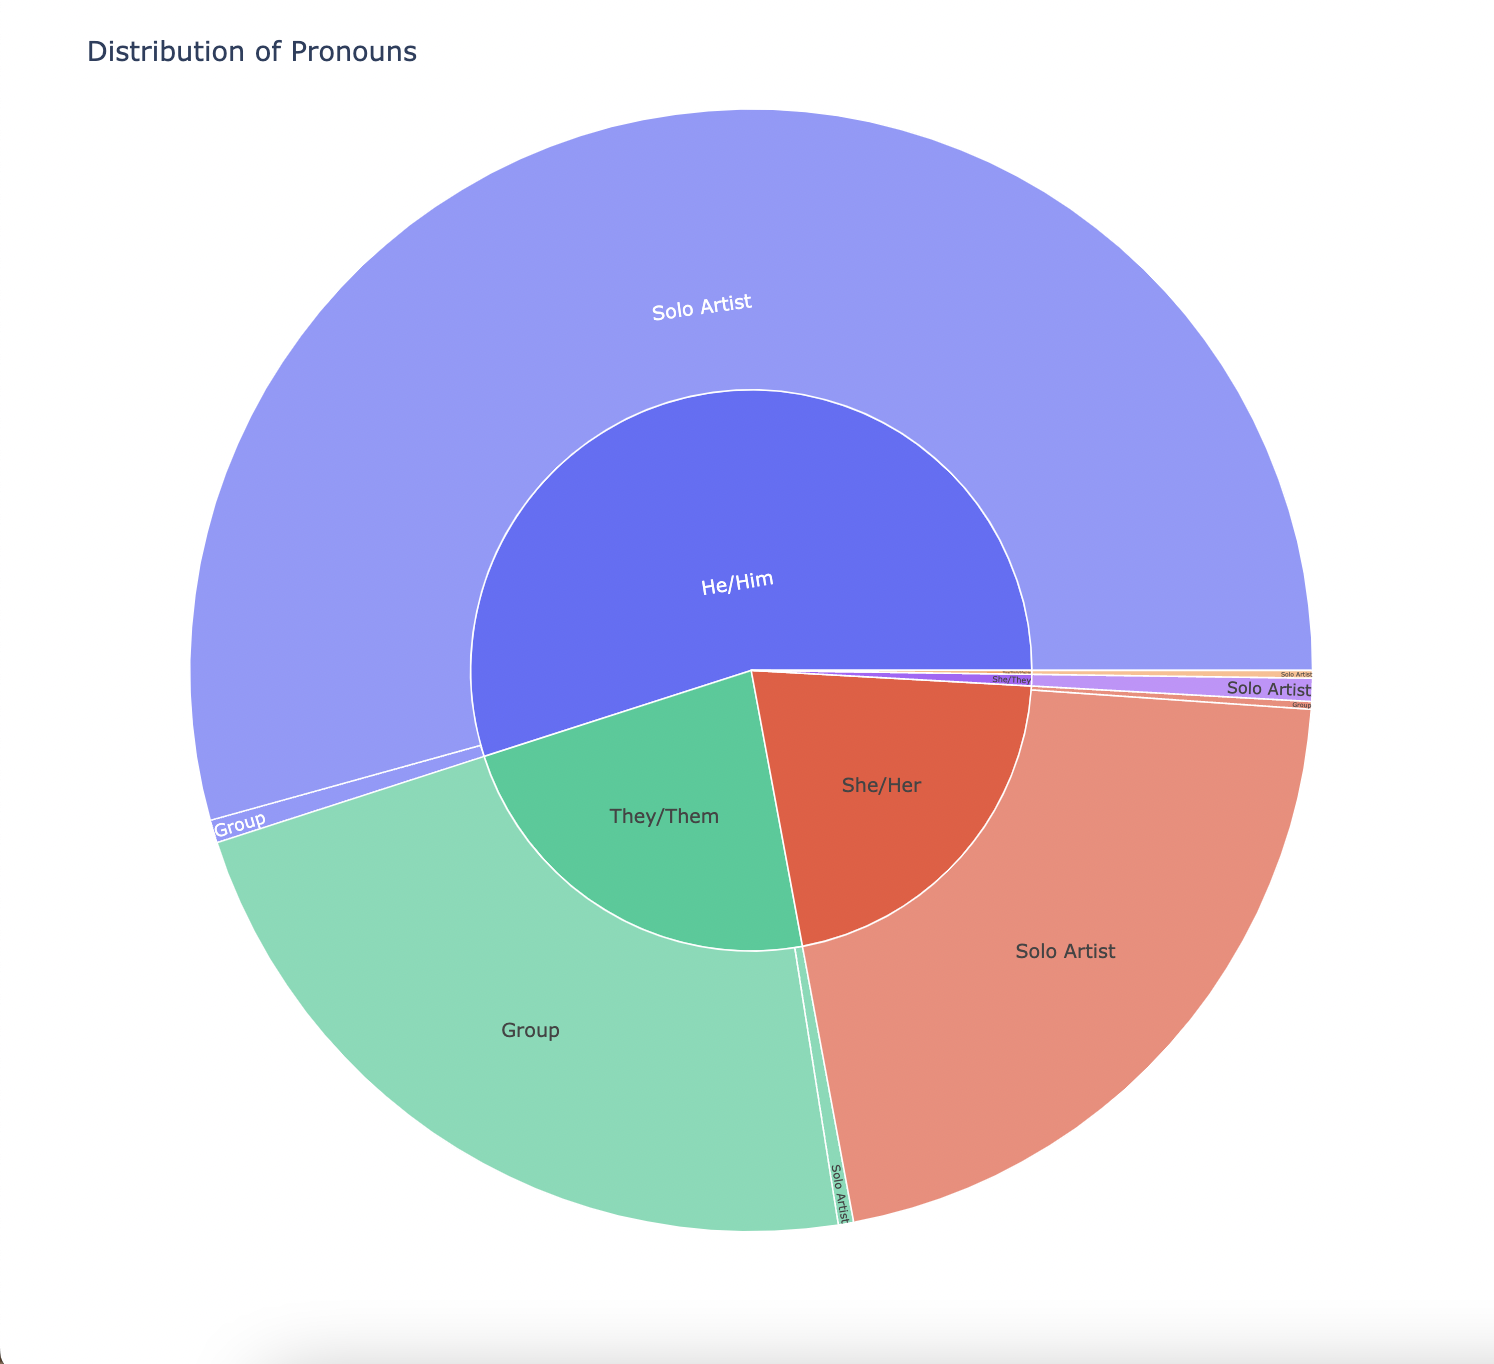 Distribution of Pronouns
Solo Artist
He/Him
Solo Artist
She/They
Solo Artist
Group
She/Her
They/Them
Group
Solo Artist
Group
Solo Artist